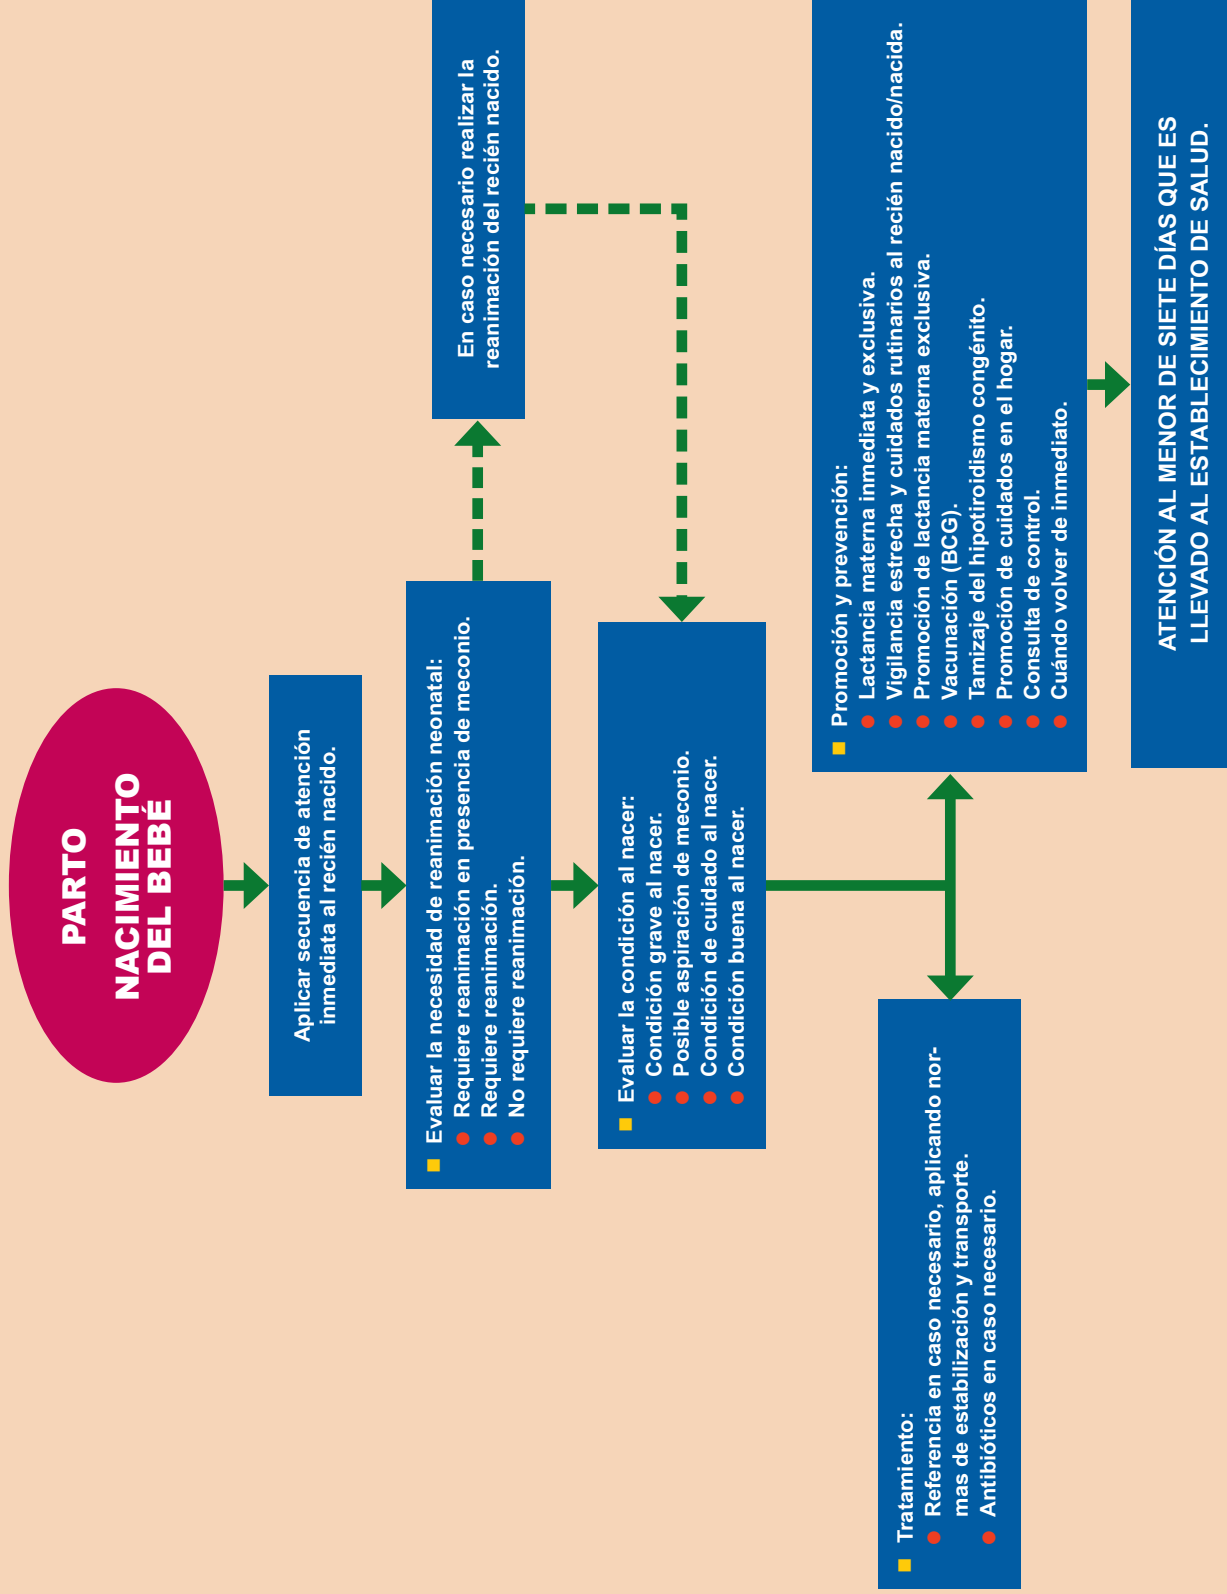 PARTO
NACIMIENTO
DEL BEBÉ
Aplicar secuencia de atención
inmediata al recién nacido.
Evaluar la necesidad de reanimación neonatal:
Requiere reanimación en presencia de meconio.
Requiere reanimación.
No requiere reanimación.
En caso necesario realizar la
reanimación del recién nacido.
Evaluar la condición al nacer:
Condición grave al nacer.
Posible aspiración de meconio.
Condición de cuidado al nacer.
Condición buena al nacer.
Tratamiento:
Referencia en caso necesario, aplicando nor-
mas de estabilización y transporte.
Antibióticos en caso necesario.
Promoción y prevención:
Lactancia materna inmediata y exclusiva.
Vigilancia estrecha y cuidados rutinarios al recién nacido/nacida.
Promoción de lactancia materna exclusiva.
Vacunación (BCG).
Tamizaje del hipotiroidismo congénito.
Promoción de cuidados en el hogar.
Consulta de control.
Cuándo volver de inmediato.
ATENCIÓN AL MENOR DE SIETE DÍAS QUE ES
LLEVADO AL ESTABLECIMIENTO DE SALUD.